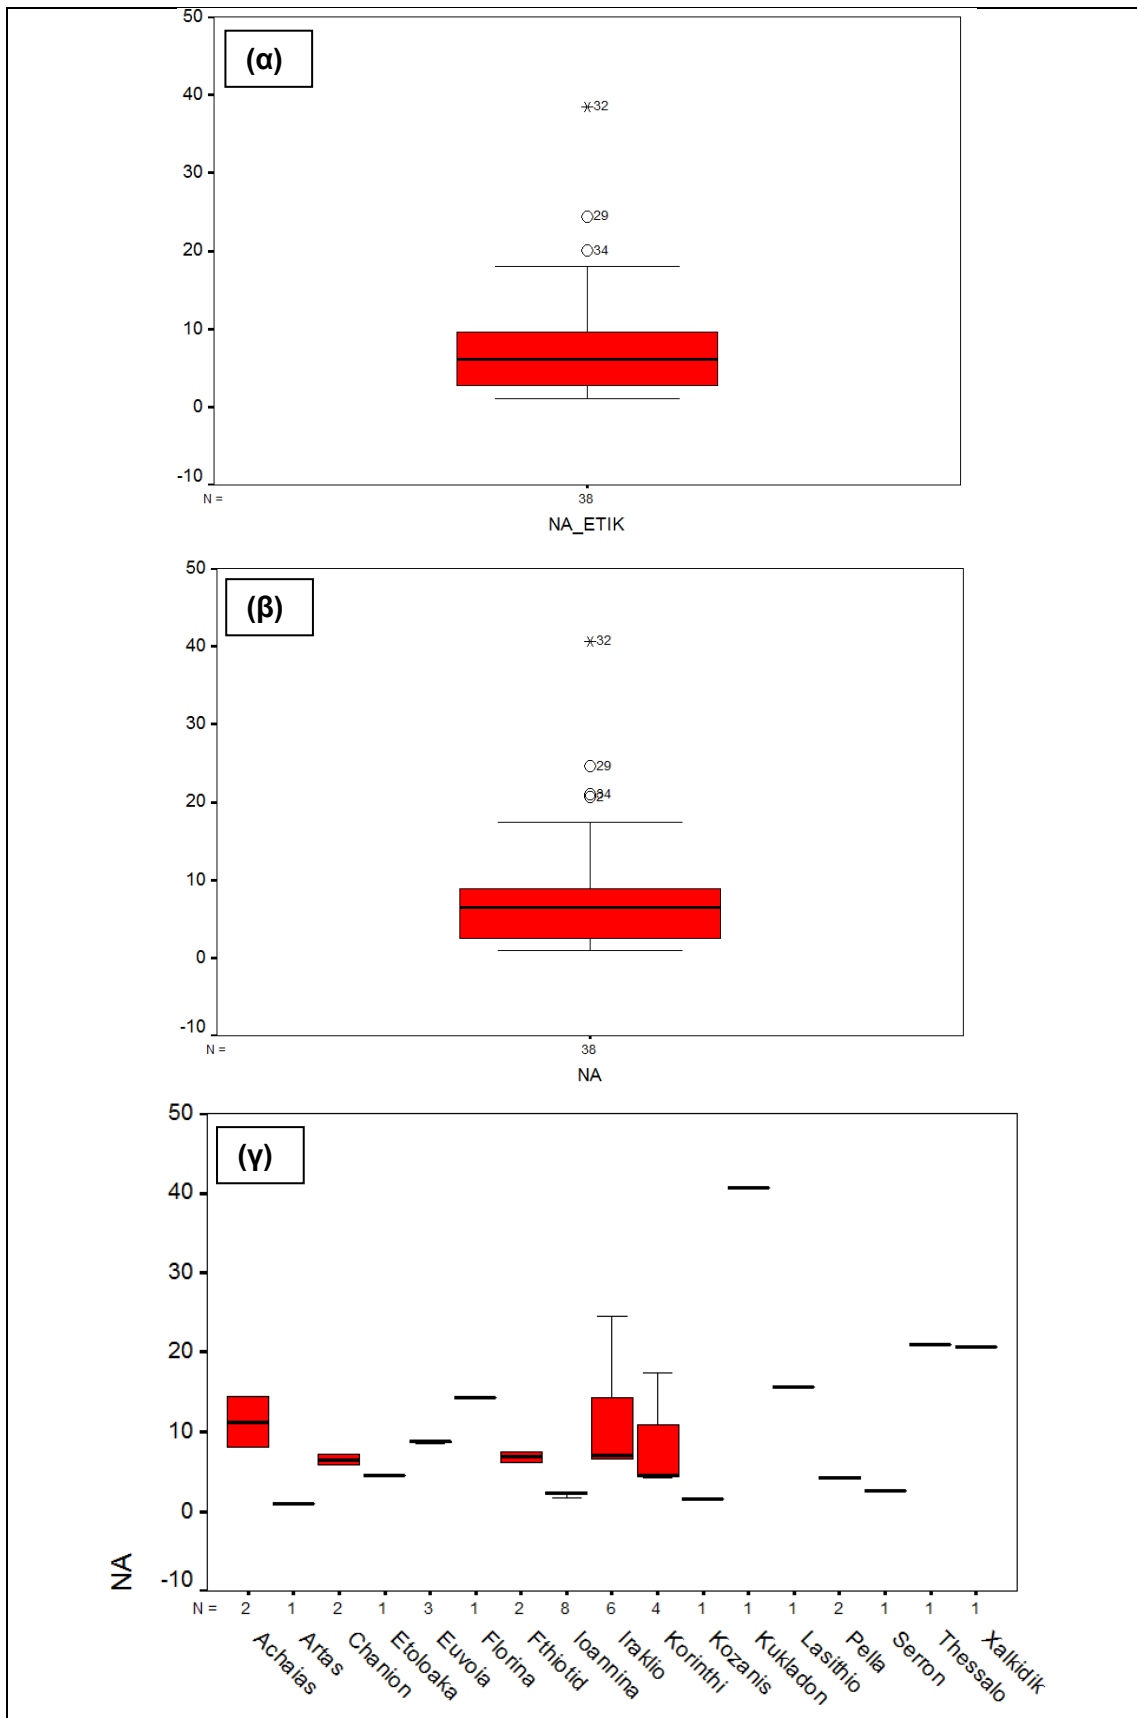 50
(α)
40
32
30
29
20
34
10
0
-10
N =
38
NA_ETIK
50
(β)
40
32
30
29
20
34
2
10
0
-10
N =
38
NA
50
(γ)
40
30
20
10
0
-10
NA
N = 2 1 2 1 3 1 2 8 6 4 1 1 1 2 1 1 1
Achaias
Artas
Chanion
Etoloaka
Euvoia
Florina
Fthiotid
Ioannina
Iraklio
Korinthi
Kozanis
Kukladon
Lasithio
Pella
Serron
Thessalo
Xalkidik